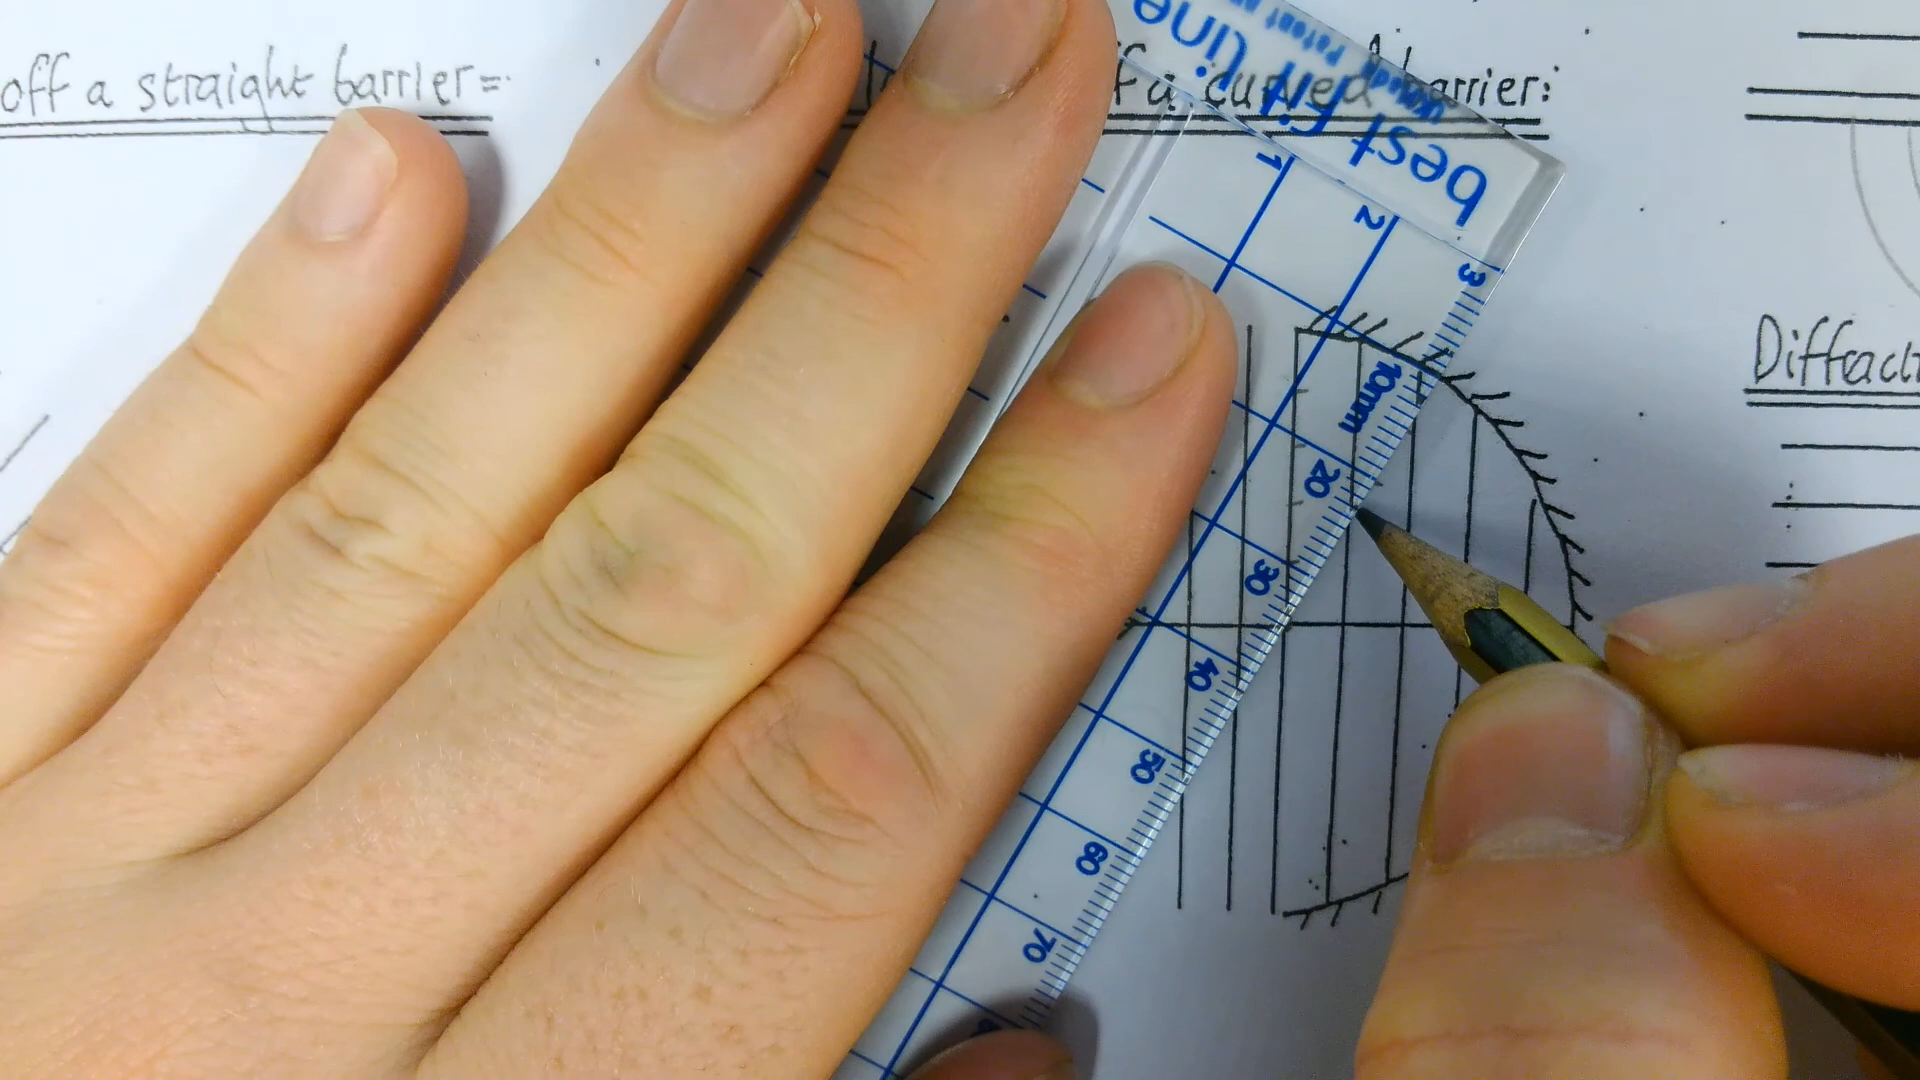 off a straight barrier:
f a curved barrier:
best fit line
Patent
1
2
3
10mm
20
30
40
50
60
70
Diffract